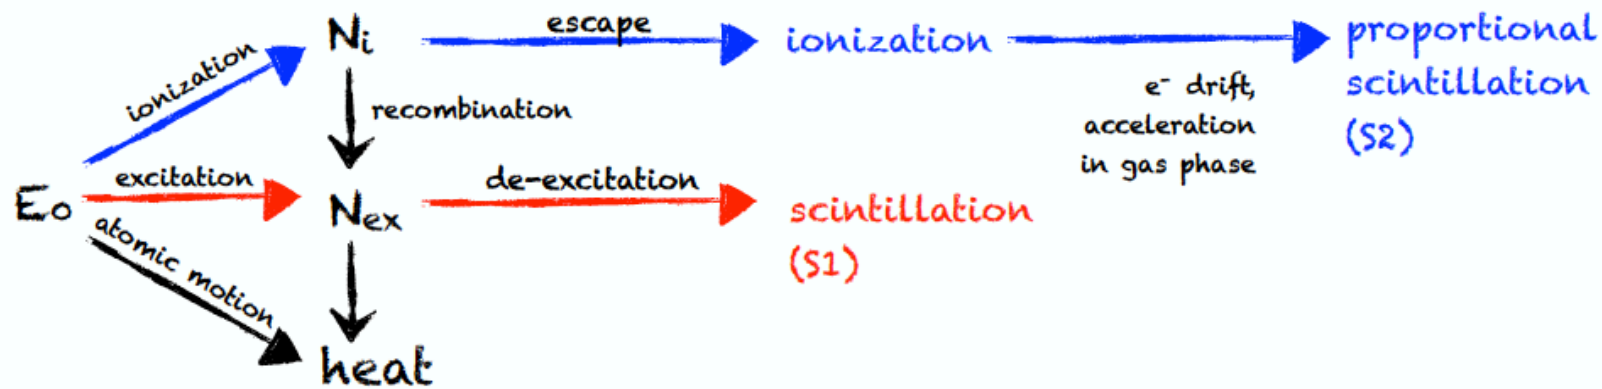 ionization
Ni
escape
ionization
proportional
scintillation
(S2)
recombination
e⁻ drift,
acceleration
in gas phase
Eo
excitation
Nex
de-excitation
scintillation
(S1)
atomic motion
heat